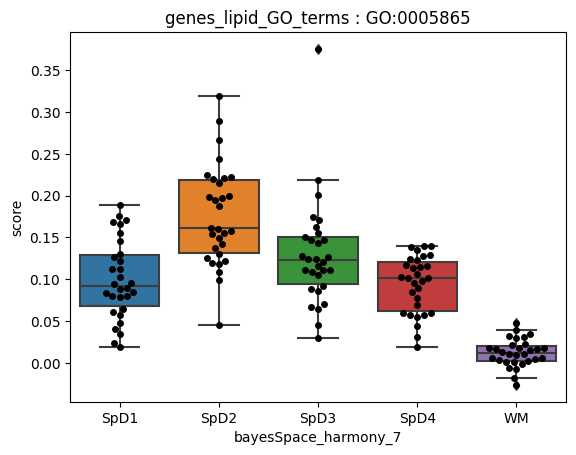 genes_lipid_GO_terms : GO:0005865
score
0.35
0.30
0.25
0.20
0.15
0.10
0.05
0.00
SpD1 SpD2 SpD3 SpD4 WM
bayesSpace_harmony_7